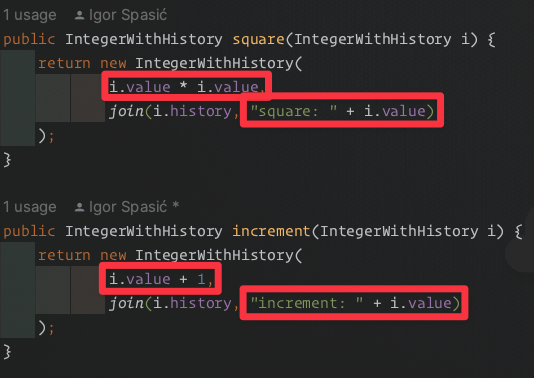 1 usage Igor Spasić
public IntegerWithHistory square(IntegerWithHistory i) {
return new IntegerWithHistory(
i.value * i.value,
join(i.history, "square: " + i.value)
);
}
1 usage Igor Spasić *
public IntegerWithHistory increment(IntegerWithHistory i) {
return new IntegerWithHistory(
i.value + 1,
join(i.history, "increment: " + i.value)
);
}